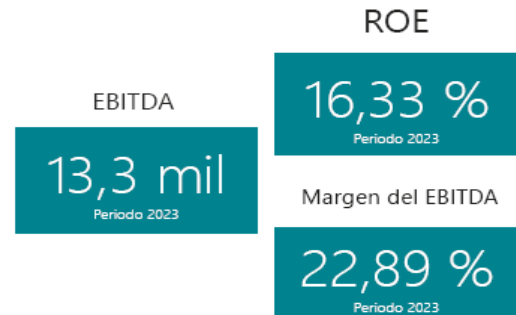 EBITDA
13,3 mil
Periodo 2023
ROE
16,33 %
Periodo 2023
Margen del EBITDA
22,89 %
Periodo 2023